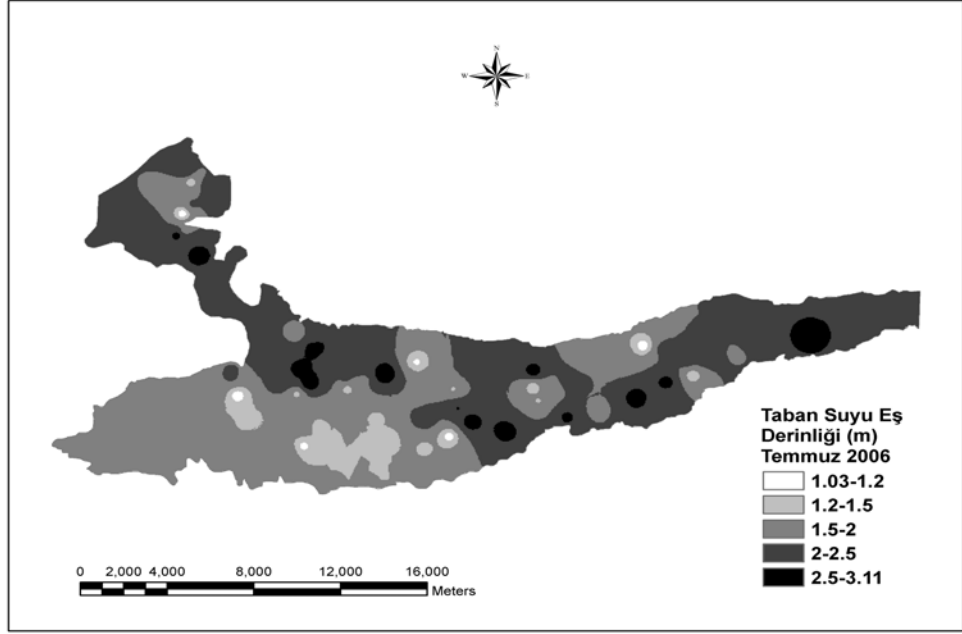 N
W E
S
Taban Suyu Eş
Derinliği (m)
Temmuz 2006
1.03-1.2
1.2-1.5
1.5-2
2-2.5
2.5-3.11
0 2,000 4,000 8,000 12,000 16,000
Meters